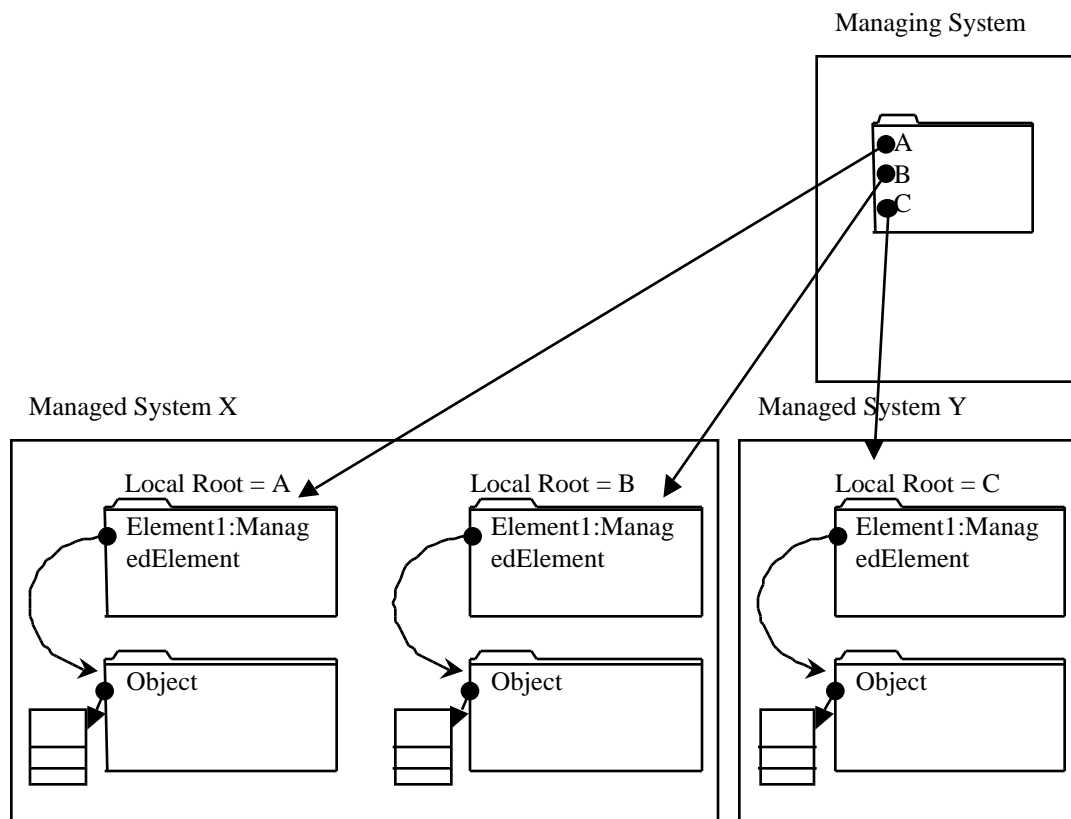 Managing System
A
B
C
Managed System X
Managed System Y
Local Root = A
Local Root = B
Local Root = C
Element1:Manag
edElement
Element1:Manag
edElement
Element1:Manag
edElement
Object
Object
Object